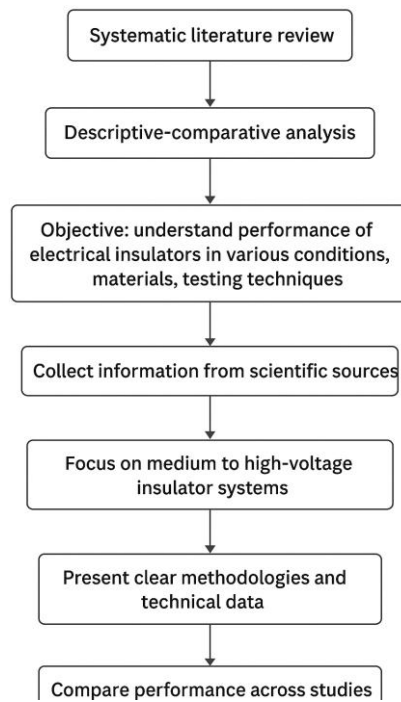 Systematic literature review
Descriptive-comparative analysis
Objective: understand performance of
electrical insulators in various conditions,
materials, testing techniques
Collect information from scientific sources
Focus on medium to high-voltage
insulator systems
Present clear methodologies and
technical data
Compare performance across studies